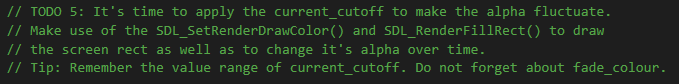 // TODO 5: It's time to apply the current_cutoff to make the alpha fluctuate.
// Make use of the SDL_SetRenderDrawColor() and SDL_RenderFillRect() to draw
// the screen rect as well as to change it's alpha over time.
// Tip: Remember the value range of current_cutoff. Do not forget about fade_colour.